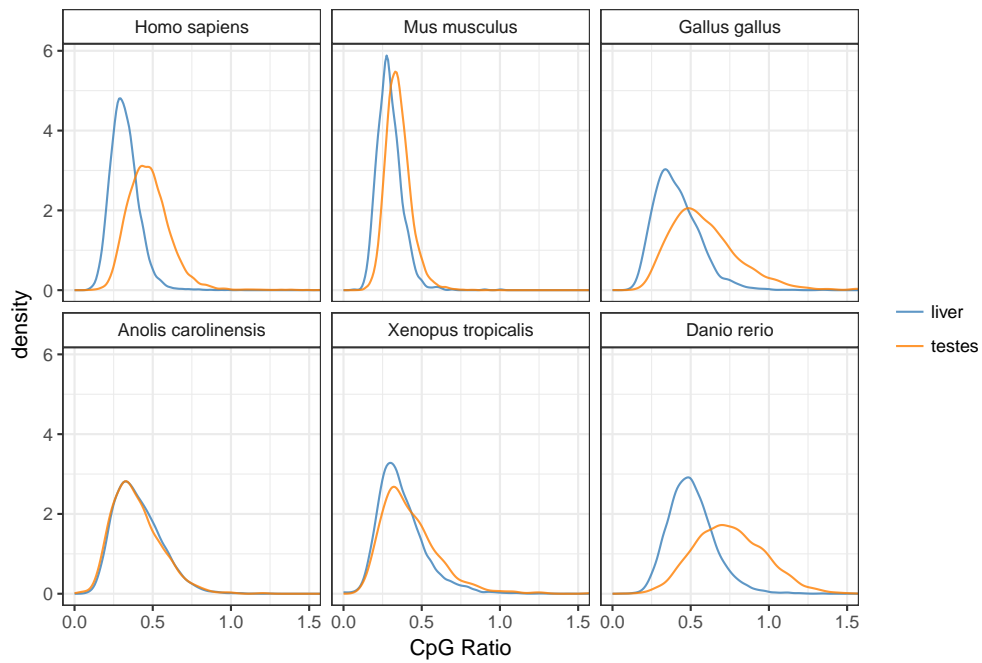 Homo sapiens
Mus musculus
Gallus gallus
6
4
2
0
Anolis carolinensis
Xenopus tropicalis
Danio rerio
6
4
2
0
0.0 0.5 1.0 1.5
0.0 0.5 1.0 1.5
0.0 0.5 1.0 1.5
density
CpG Ratio
liver
testes